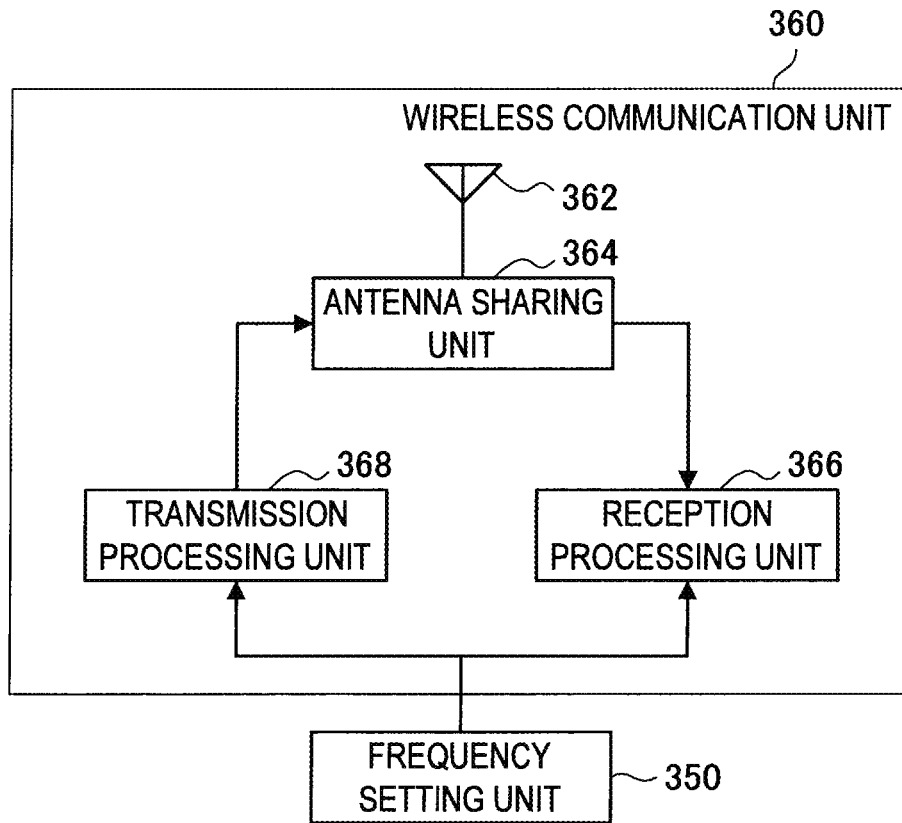 360
WIRELESS COMMUNICATION UNIT
362
364
ANTENNA SHARING
UNIT
368
TRANSMISSION
PROCESSING UNIT
366
RECEPTION
PROCESSING UNIT
FREQUENCY
SETTING UNIT
350